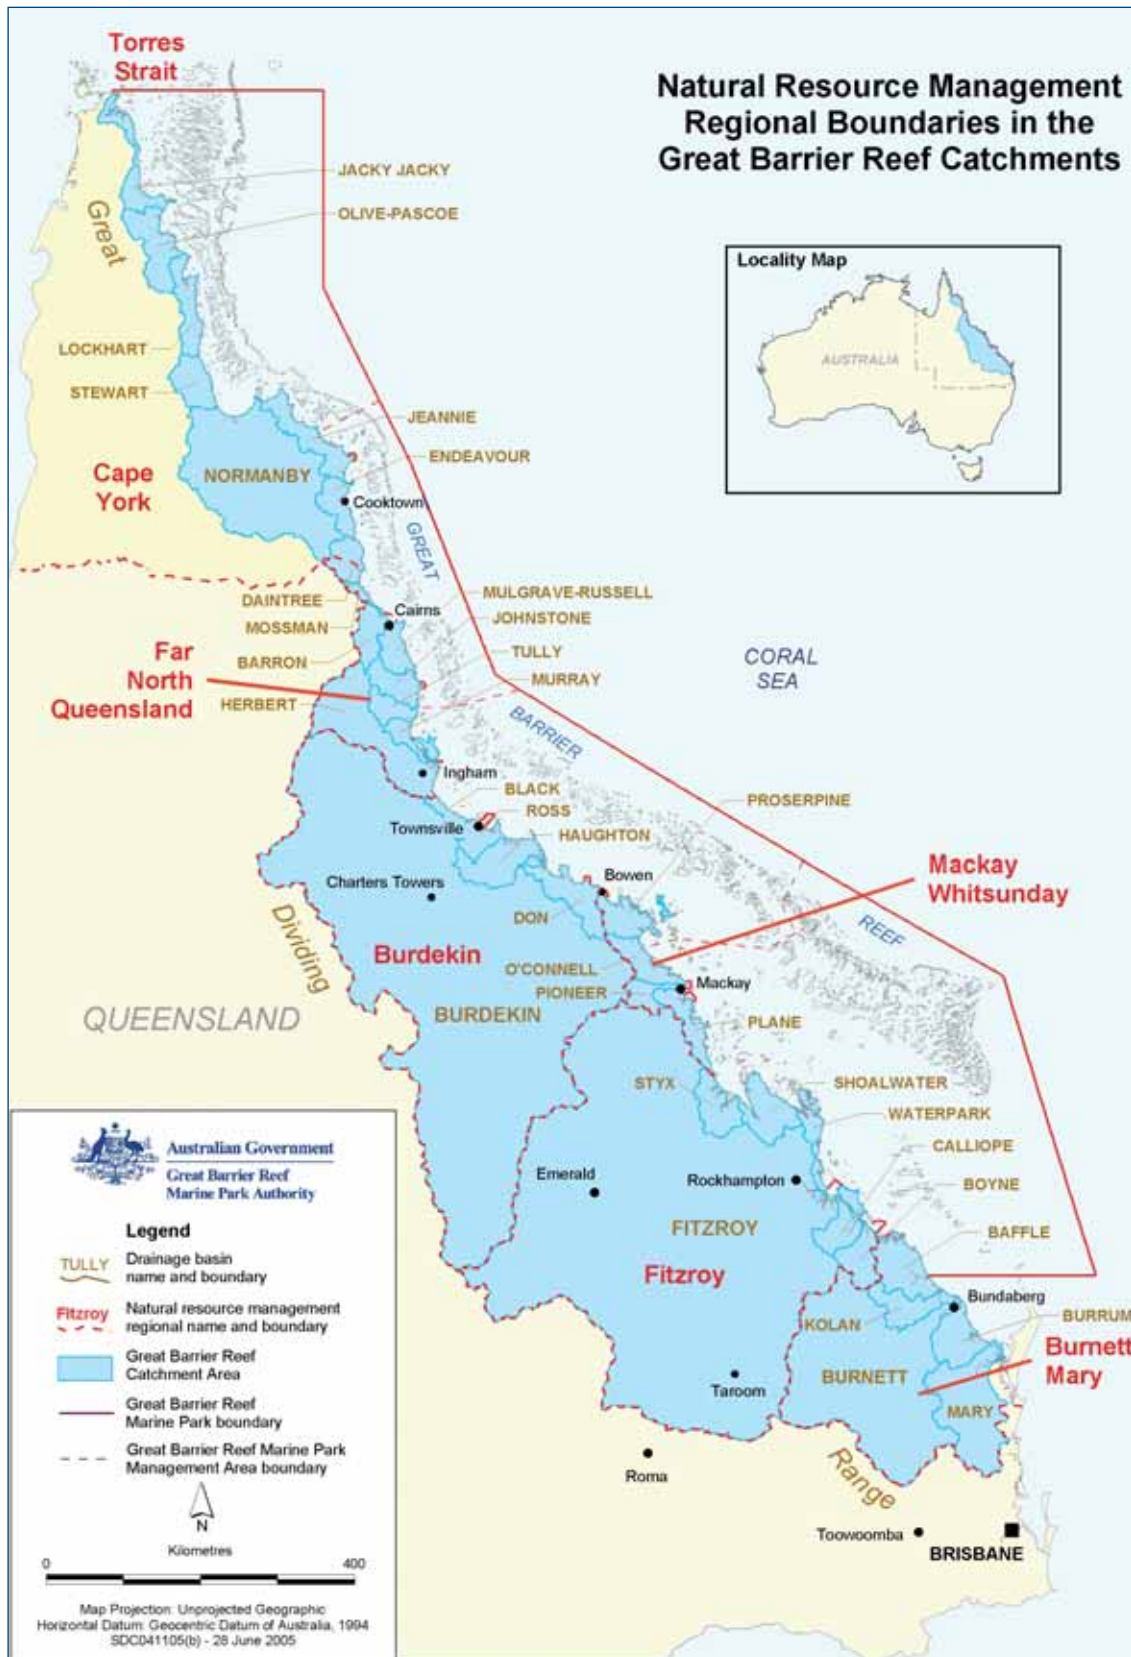 Torres
Strait
Natural Resource Management
Regional Boundaries in the
Great Barrier Reef Catchments
JACKY JACKY
OLIVE-PASCOE
Great
Locality Map
AUSTRALIA
LOCKHART
STEWART
JEANNIE
ENDEAVOUR
NORMANBY
Cape
York
Cooktown
GREAT
DAINTREE
MOSSMAN
BARRON
HERBERT
Cairns
MULGRAVE-RUSSELL
JOHNSTONE
TULLY
MURRAY
Far
North
Queensland
CORAL
SEA
BARRIER
Ingham
BLACK
ROSS
Townsville
HAUGHTON
PROSERPINE
Charters Towers
Bowen
Mackay
Whitsunday
DON
REEF
Dividing
Burdekin
O'CONNELL
PIONEER
Mackay
BURDEKIN
QUEENSLAND
PLANE
STYX
SHOALWATER
WATERPARK
CALLIOPE
Emerald
Rockhampton
BOYNE
FITZROY
BAFFLE
Fitzroy
Bundaberg
KOLAN
BURRUM
Burnett
Mary
BURNETT
Taroom
MARY
Roma
Range
Toowoomba
BRISBANE
Australian Government
Great Barrier Reef
Marine Park Authority
Legend
TULLY
Drainage basin
name and boundary
Fitzroy
Natural resource management
regional name and boundary
Great Barrier Reef
Catchment Area
Great Barrier Reef
Marine Park boundary
Great Barrier Reef Marine Park
Management Area boundary
N
Kilometres
0 400
Map Projection: Unprojected Geographic
Horizontal Datum: Geocentric Datum of Australia, 1994
SDC041105(b) - 28 June 2005